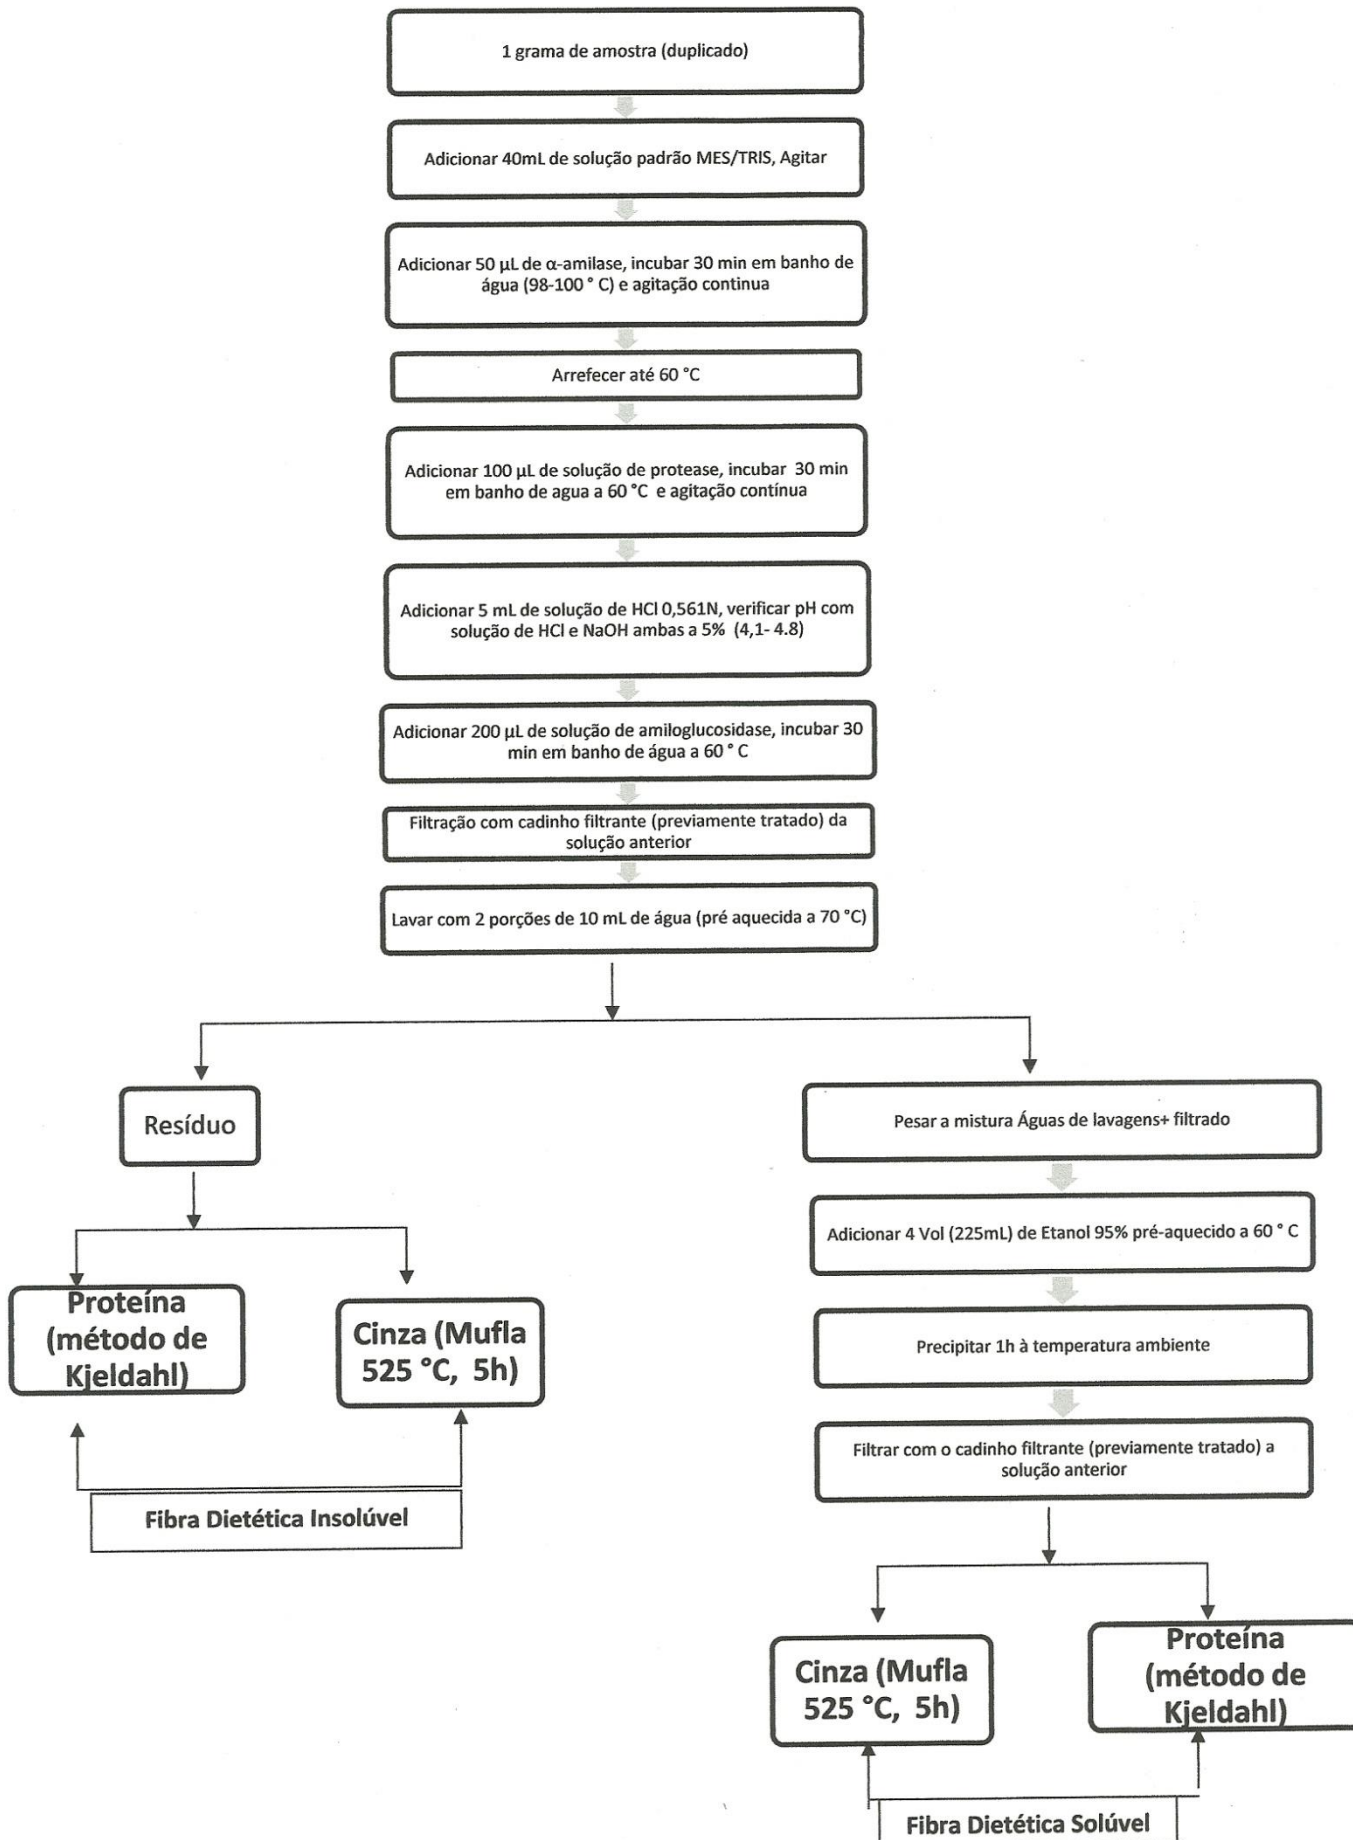 1 grama de amostra (duplicado)
Adicionar 40mL de solução padrão MES/TRIS, Agitar
Adicionar 50 µL de α-amilase, incubar 30 min em banho de
água (98-100 ° C) e agitação continua
Arrefecer até 60 °C
Adicionar 100 µL de solução de protease, incubar 30 min
em banho de agua a 60 °C e agitação contínua
Adicionar 5 mL de solução de HCl 0,561N, verificar pH com
solução de HCl e NaOH ambas a 5% (4,1- 4.8)
Adicionar 200 µL de solução de amiloglucosidase, incubar 30
min em banho de água a 60 ° C
Filtração com cadinho filtrante (previamente tratado) da
solução anterior
Lavar com 2 porções de 10 mL de água (pré aquecida a 70 °C)
Resíduo
Proteína
(método de
Kjeldahl)
Cinza (Mufla
525 °C, 5h)
Fibra Dietética Insolúvel
Pesar a mistura Águas de lavagens+ filtrado
Adicionar 4 Vol (225mL) de Etanol 95% pré-aquecido a 60 ° C
Precipitar 1h à temperatura ambiente
Filtrar com o cadinho filtrante (previamente tratado) a
solução anterior
Cinza (Mufla
525 °C, 5h)
Proteína
(método de
Kjeldahl)
Fibra Dietética Solúvel